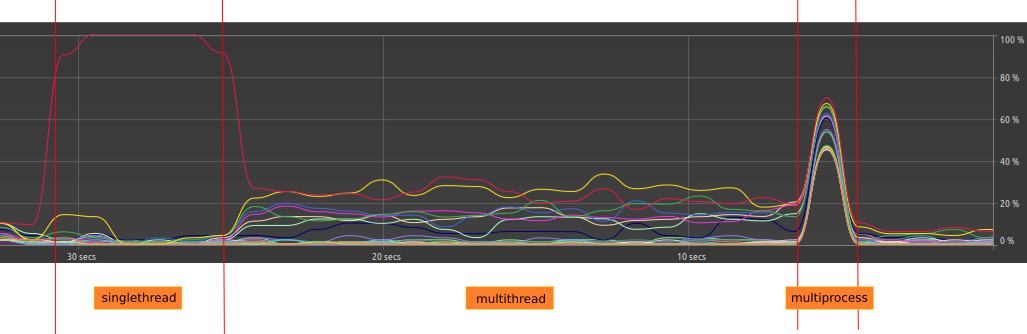 100 %
80 %
60 %
40 %
20 %
0 %
30 secs
20 secs
10 secs
singlethread
multithread
multiprocess